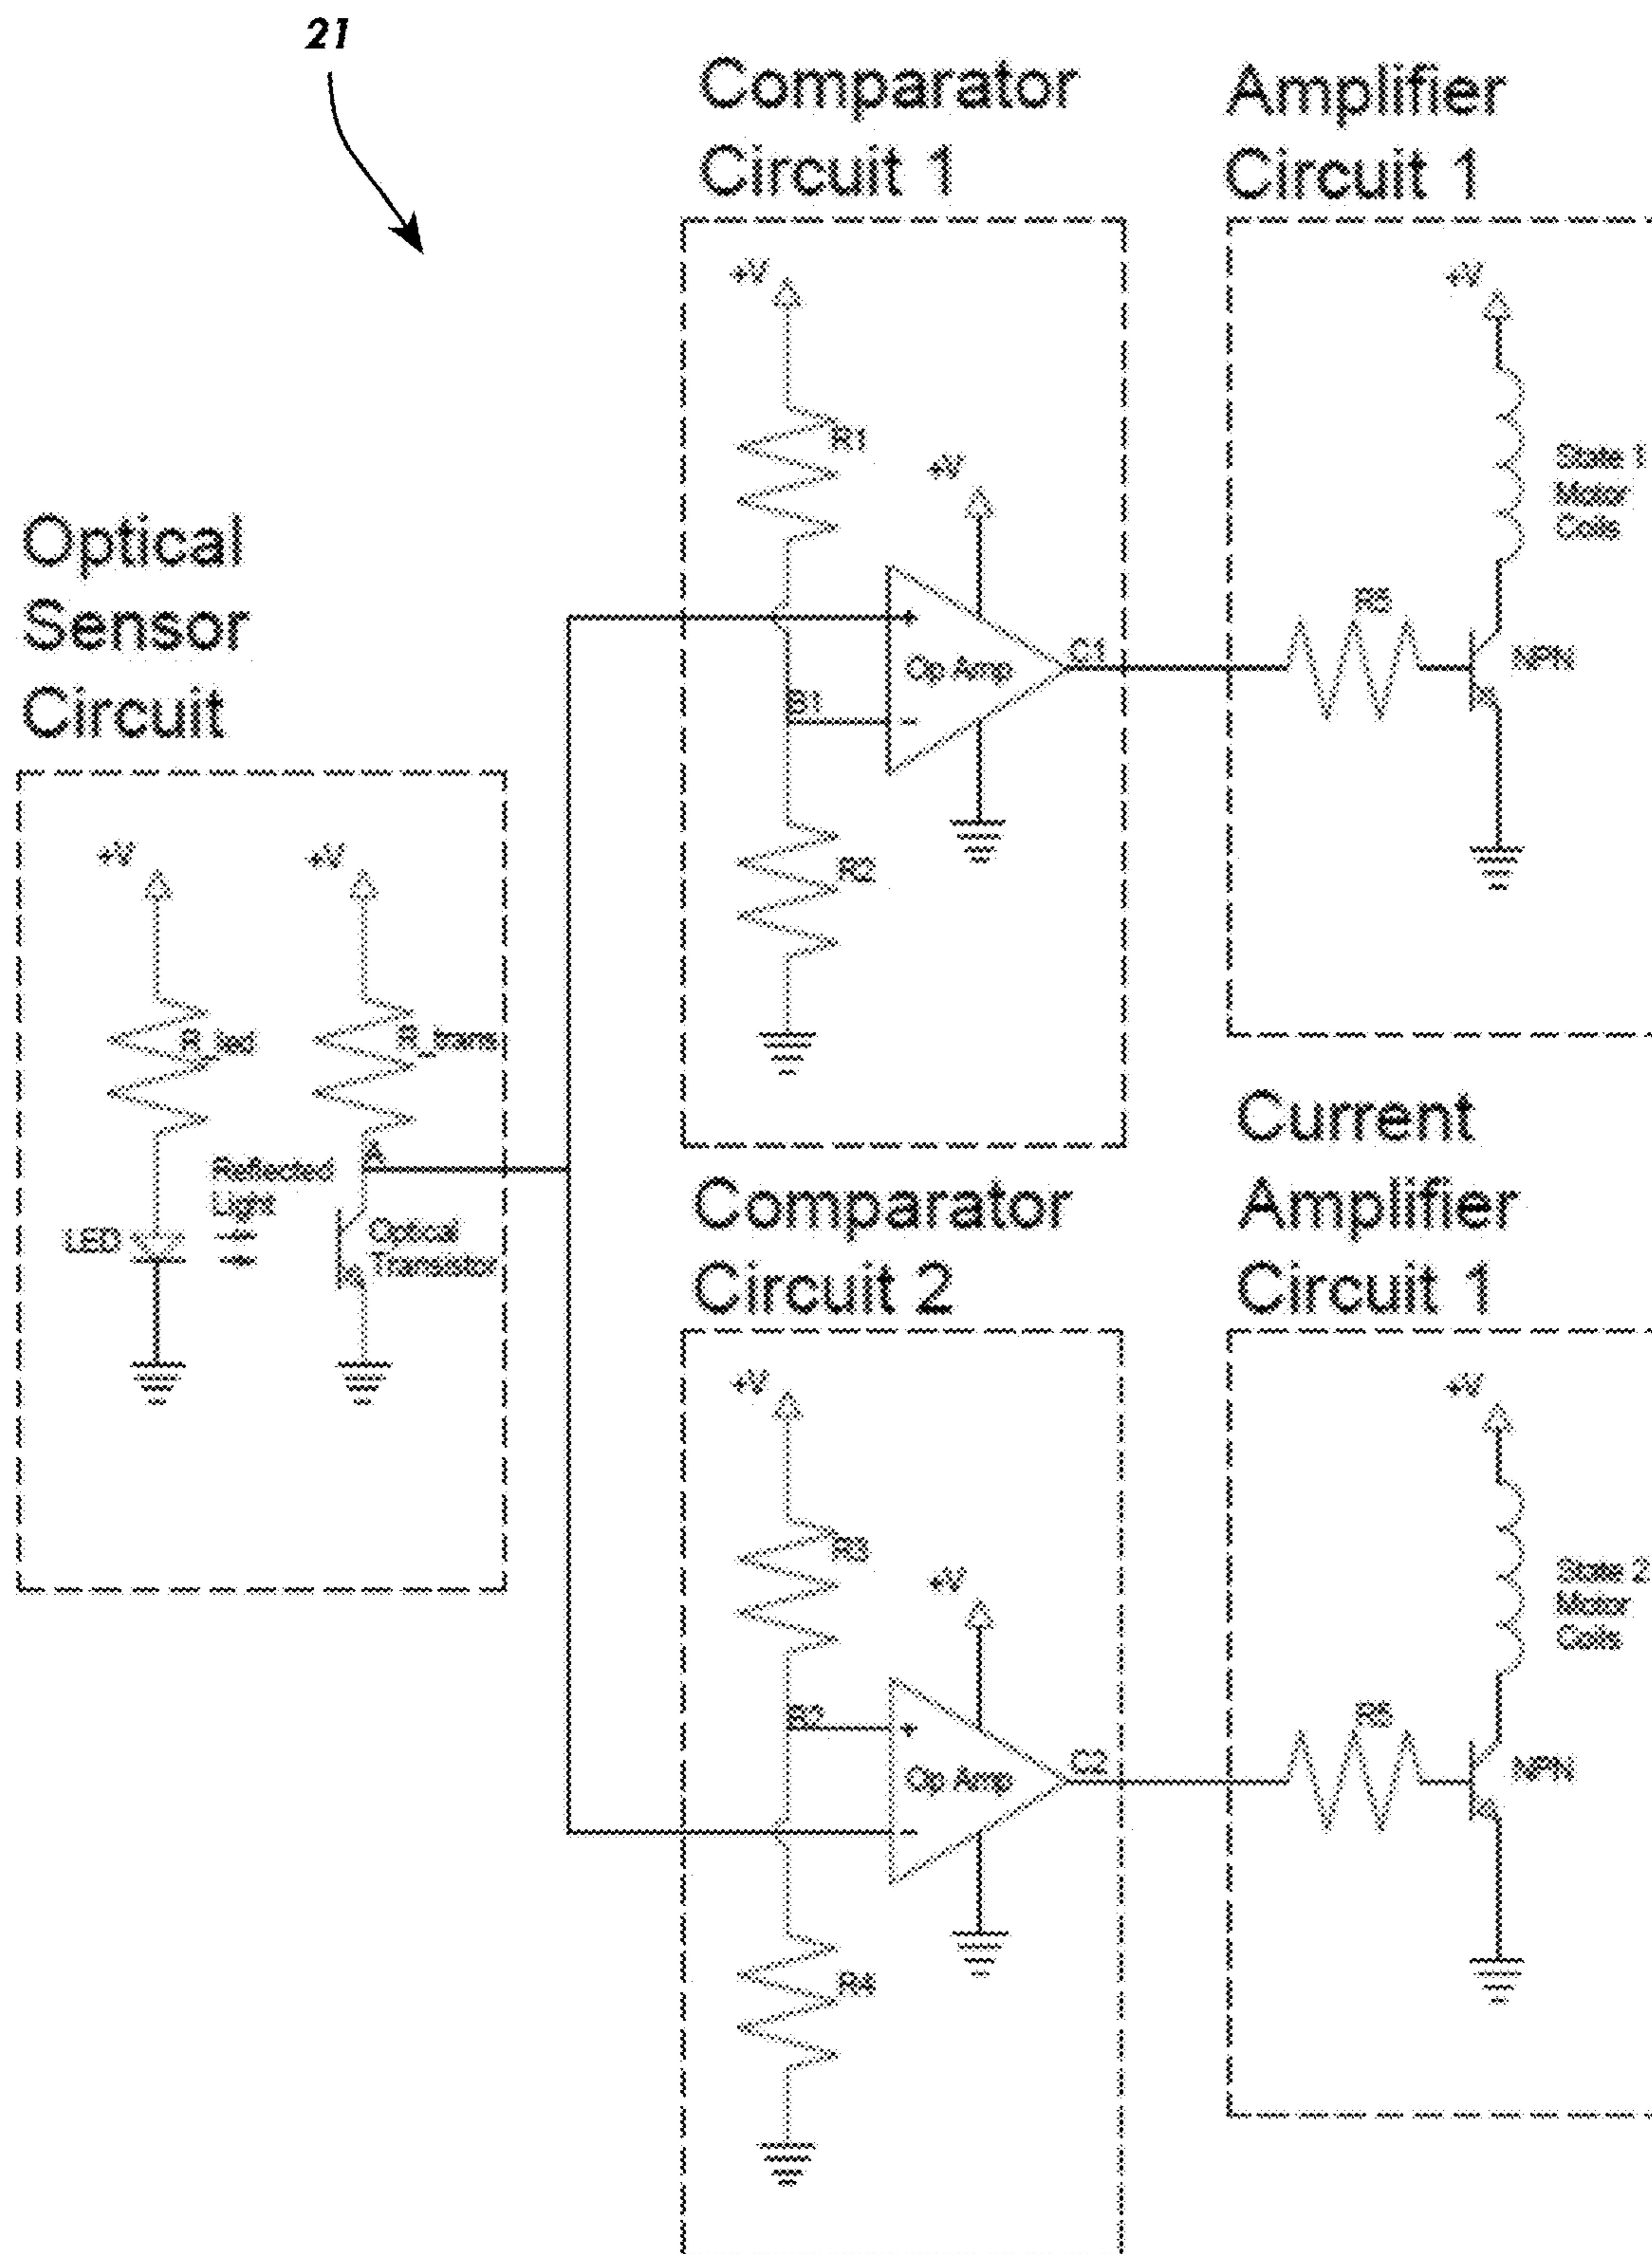 21
Comparator
Circuit 1
+V
R1
+V
+
Op Amp
B1
-
C1
R2
Amplifier
Circuit 1
+V
State 1
Motor
Coils
R5
NPN
Optical
Sensor
Circuit
+V
+V
R_led
R_trans
A
Reflected
Light
LED
Optical
Transistor
Comparator
Circuit 2
+V
R3
+V
B2
+
Op Amp
-
C2
R4
Current
Amplifier
Circuit 1
+V
State 2
Motor
Coils
R5
NPN